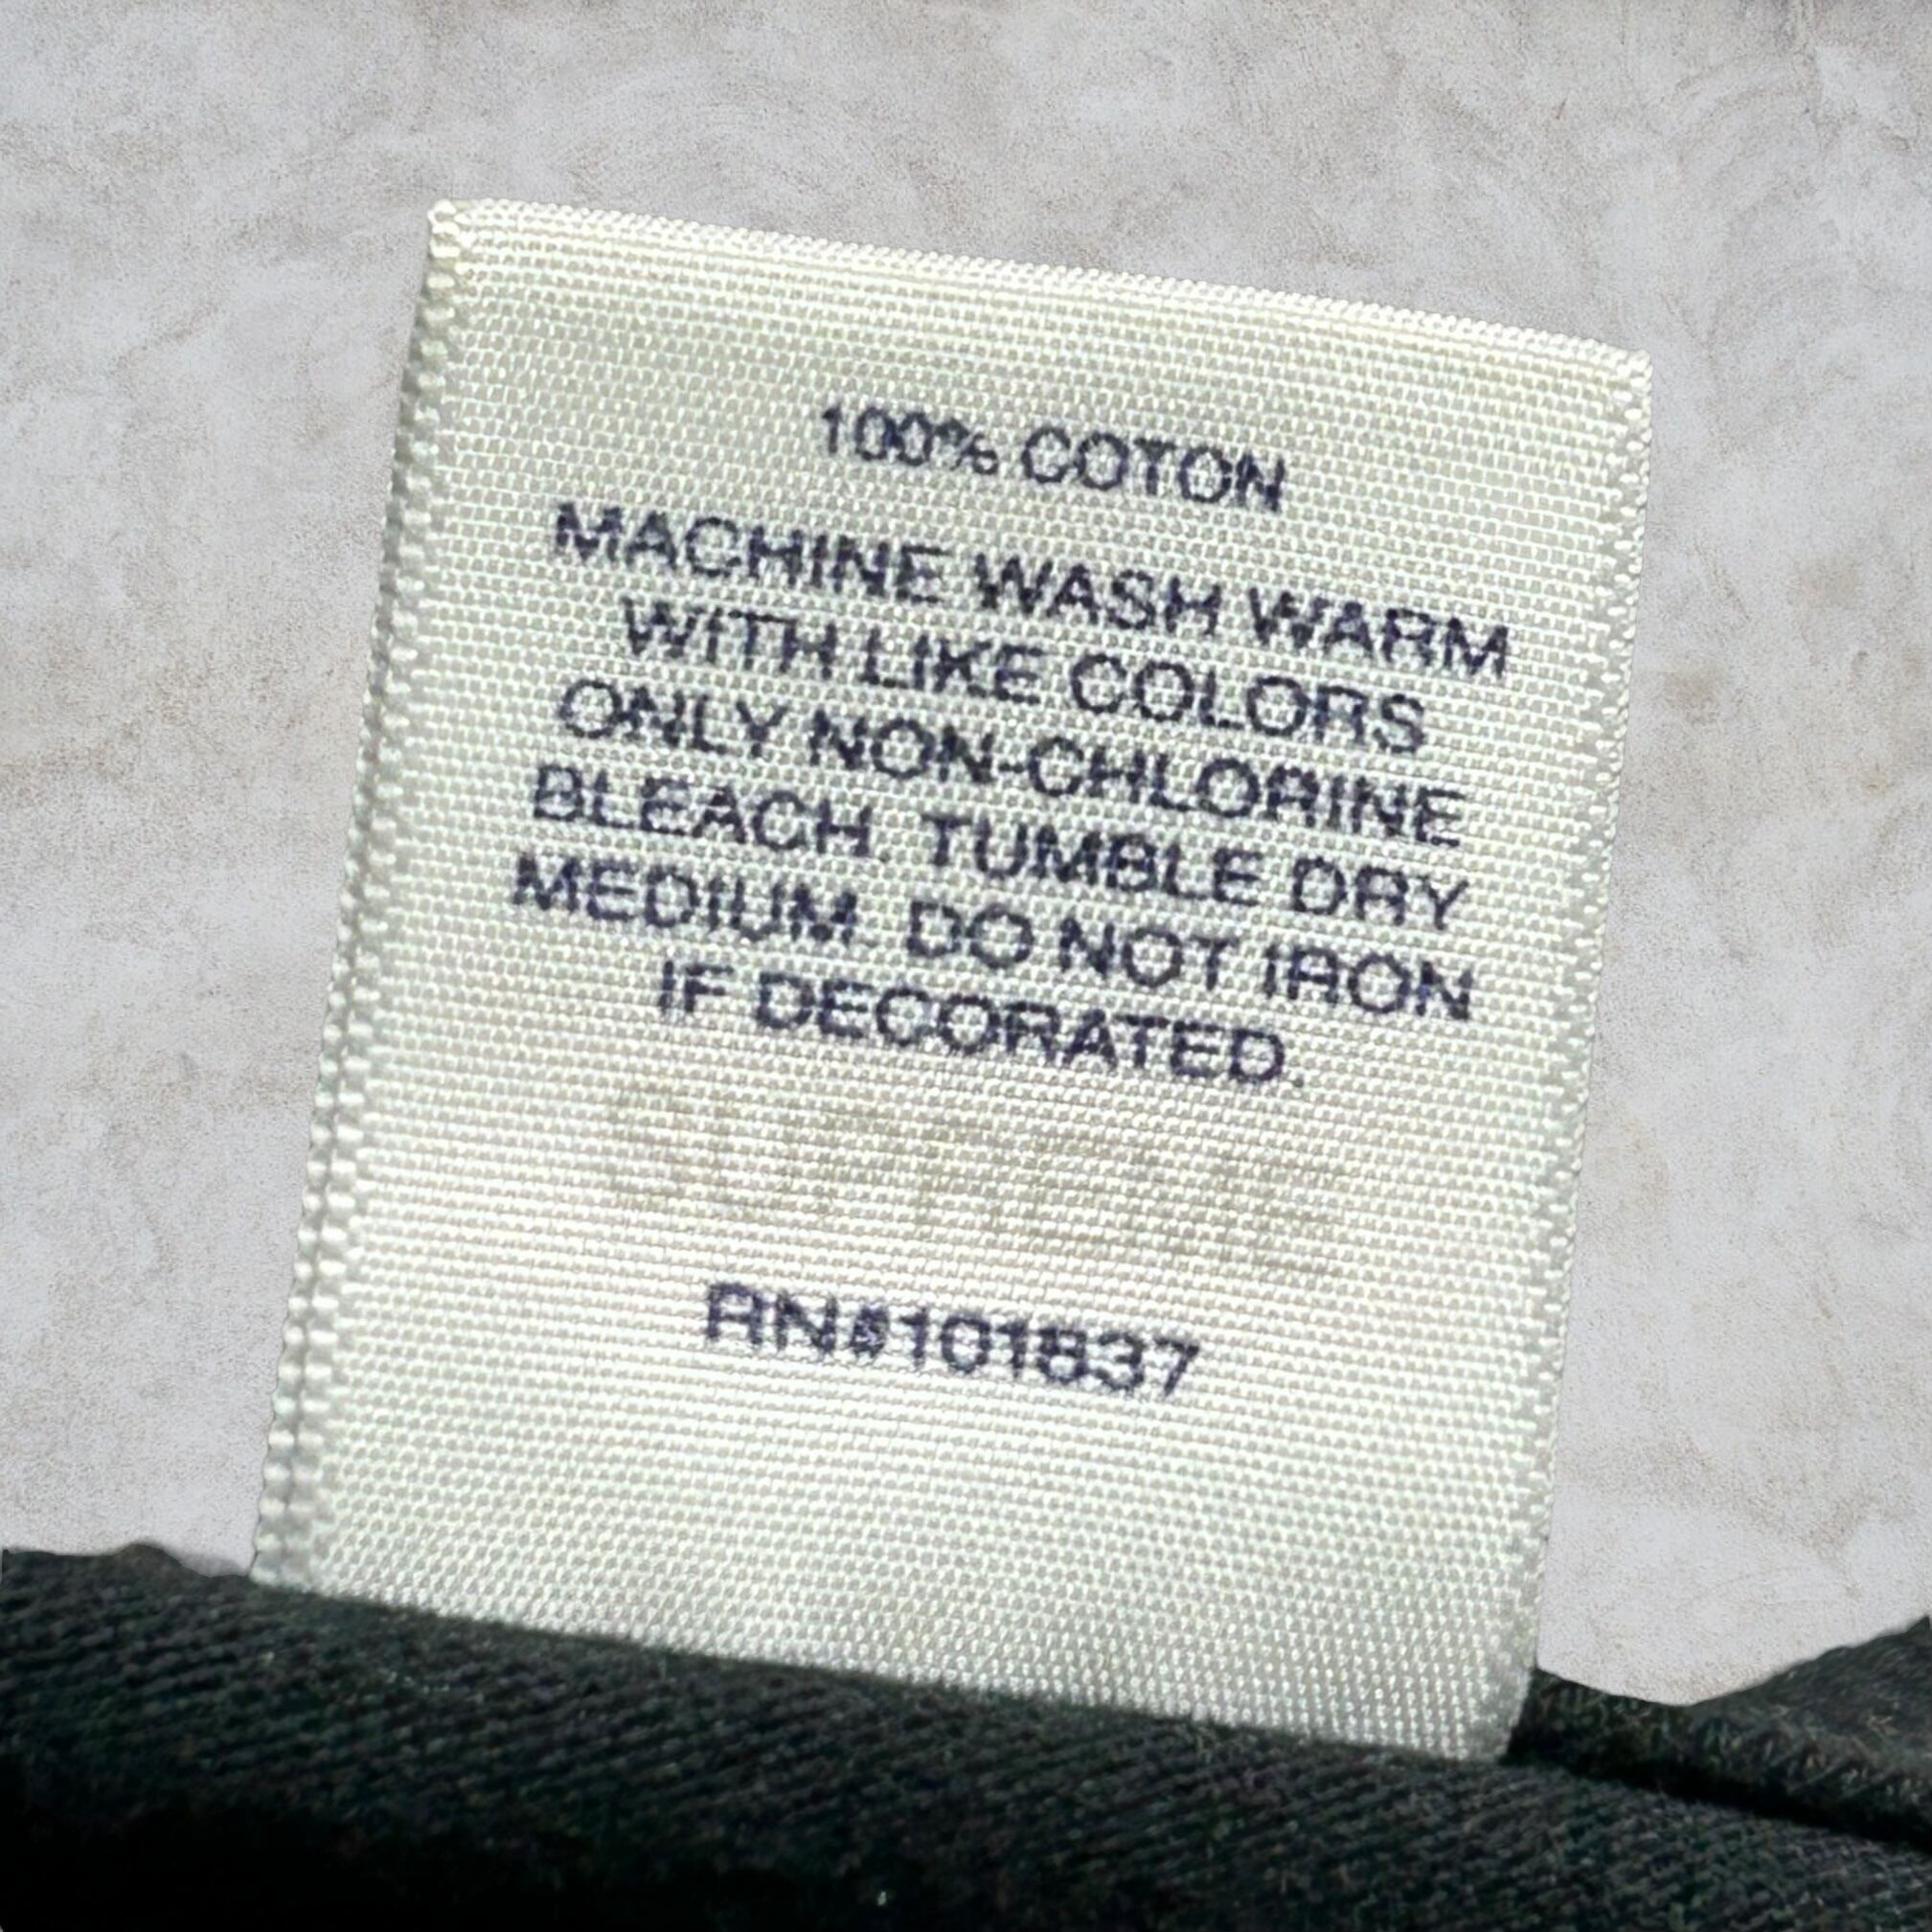 100% COTON
MACHINE WASH WARM
WITH LIKE COLORS
ONLY NON-CHLORINE
BLEACH. TUMBLE DRY
MEDIUM. DO NOT IRON
IF DECORATED.
RN#101837